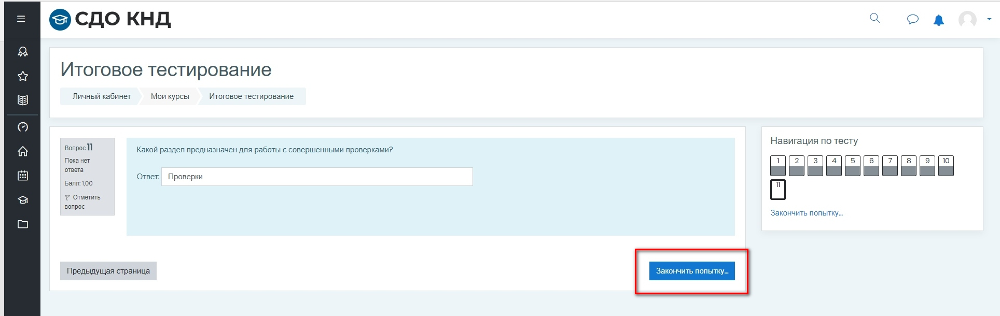 СДО КНД
Итоговое тестирование
Личный кабинет Мои курсы Итоговое тестирование
Вопрос 11
Пока нет
ответа
Балл: 1,00
Отметить
вопрос
Какой раздел предназначен для работы с совершенными проверками?
Ответ: Проверки
Предыдущая страница
Закончить попытку...
Навигация по тесту
1 2 3 4 5 6 7 8 9 10
11
Закончить попытку...